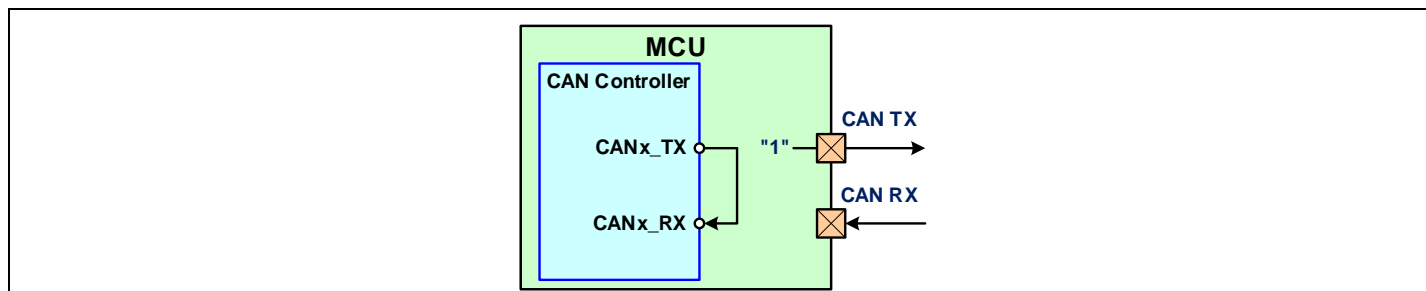 MCU
CAN Controller
CAN TX
CANx_TX
"1"
CAN RX
CANx_RX